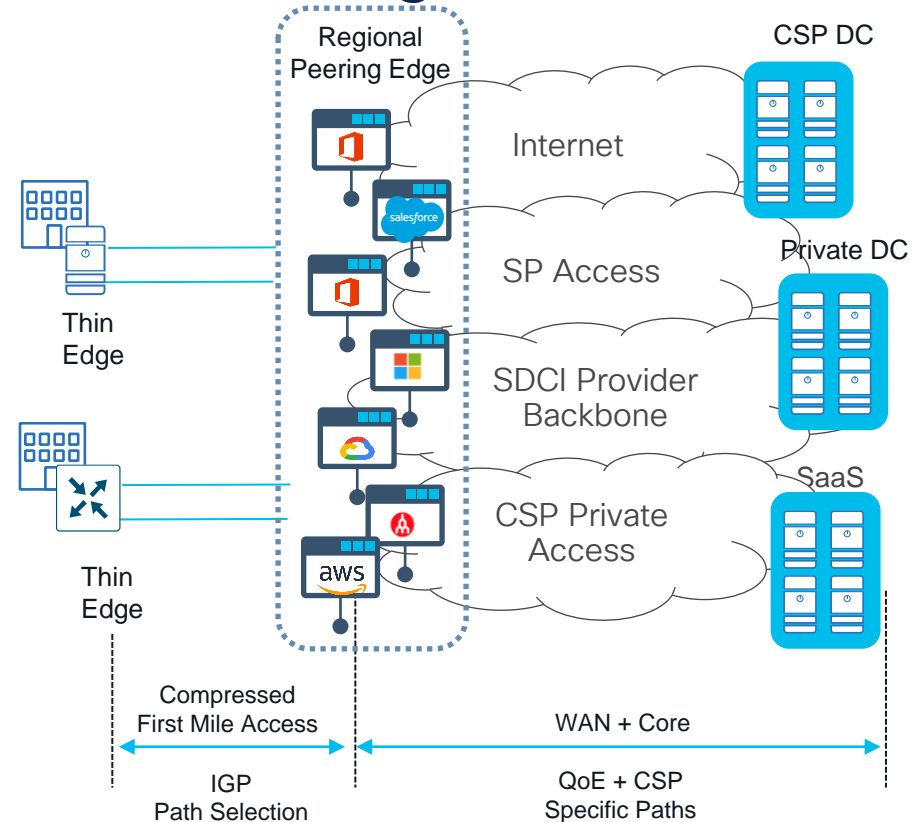 Regional
Peering Edge
CSP DC
Internet
salesforce
SP Access
Private DC
Thin
Edge
SDCI Provider
Backbone
SaaS
CSP Private
Access
aws
Thin
Edge
Compressed
First Mile Access
WAN + Core
IGP
Path Selection
QoE + CSP
Specific Paths